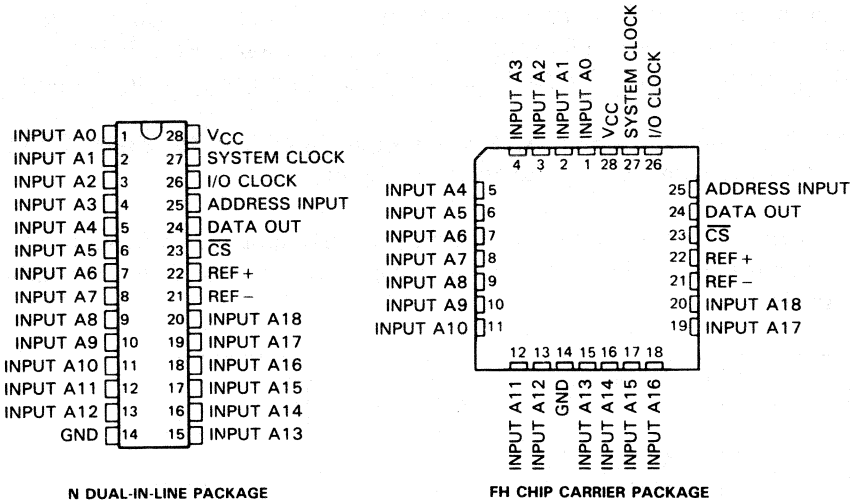 INPUT A0 1 28 VCC
INPUT A1 2 27 SYSTEM CLOCK
INPUT A2 3 26 I/O CLOCK
INPUT A3 4 25 ADDRESS INPUT
INPUT A4 5 24 DATA OUT
INPUT A5 6 23 C̅S̅
INPUT A6 7 22 REF+
INPUT A7 8 21 REF−
INPUT A8 9 20 INPUT A18
INPUT A9 10 19 INPUT A17
INPUT A10 11 18 INPUT A16
INPUT A11 12 17 INPUT A15
INPUT A12 13 16 INPUT A14
GND 14 15 INPUT A13
N DUAL-IN-LINE PACKAGE
INPUT A3
INPUT A2
INPUT A1
INPUT A0
VCC
SYSTEM CLOCK
I/O CLOCK
4 3 2 1 28 27 26
INPUT A4 5 25 ADDRESS INPUT
INPUT A5 6 24 DATA OUT
INPUT A6 7 23 C̅S̅
INPUT A7 8 22 REF+
INPUT A8 9 21 REF−
INPUT A9 10 20 INPUT A18
INPUT A10 11 19 INPUT A17
12 13 14 15 16 17 18
INPUT A11
INPUT A12
GND
INPUT A13
INPUT A14
INPUT A15
INPUT A16
FH CHIP CARRIER PACKAGE